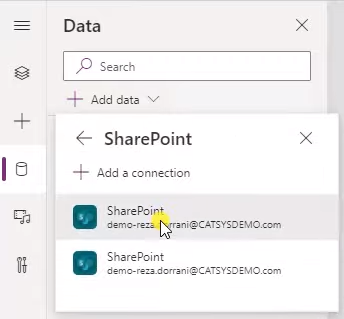 Data
Search
Add data
SharePoint
Add a connection
SharePoint
demo-reza.dorrani@CATSYSDEMO.com
SharePoint
demo-reza.dorrani@CATSYSDEMO.com